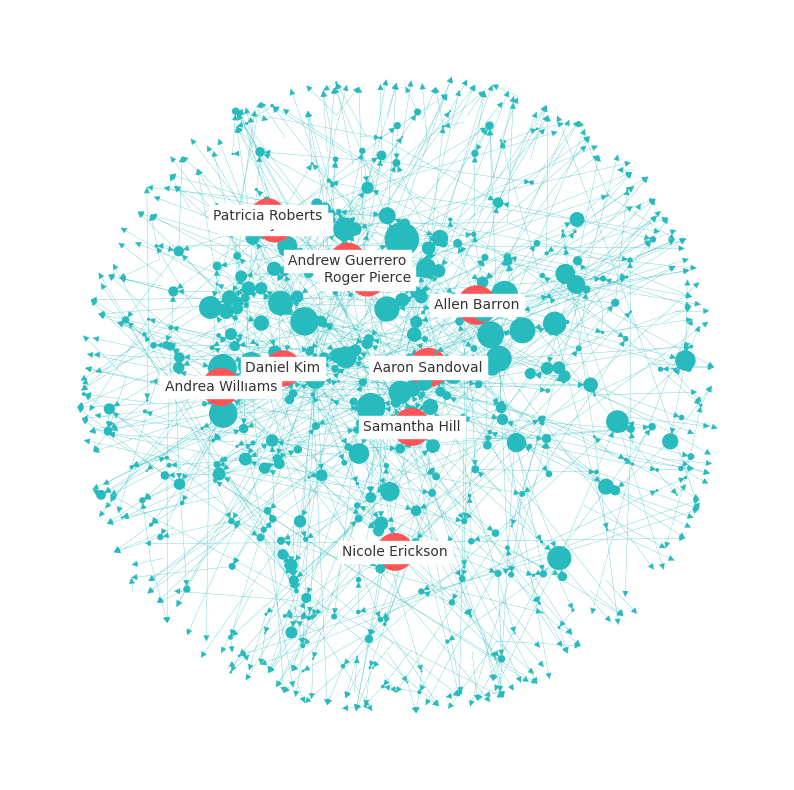 Patricia Roberts
Andrew Guerrero
Roger Pierce
Allen Barron
Daniel Kim
Aaron Sandoval
Andrea Williams
Samantha Hill
Nicole Erickson